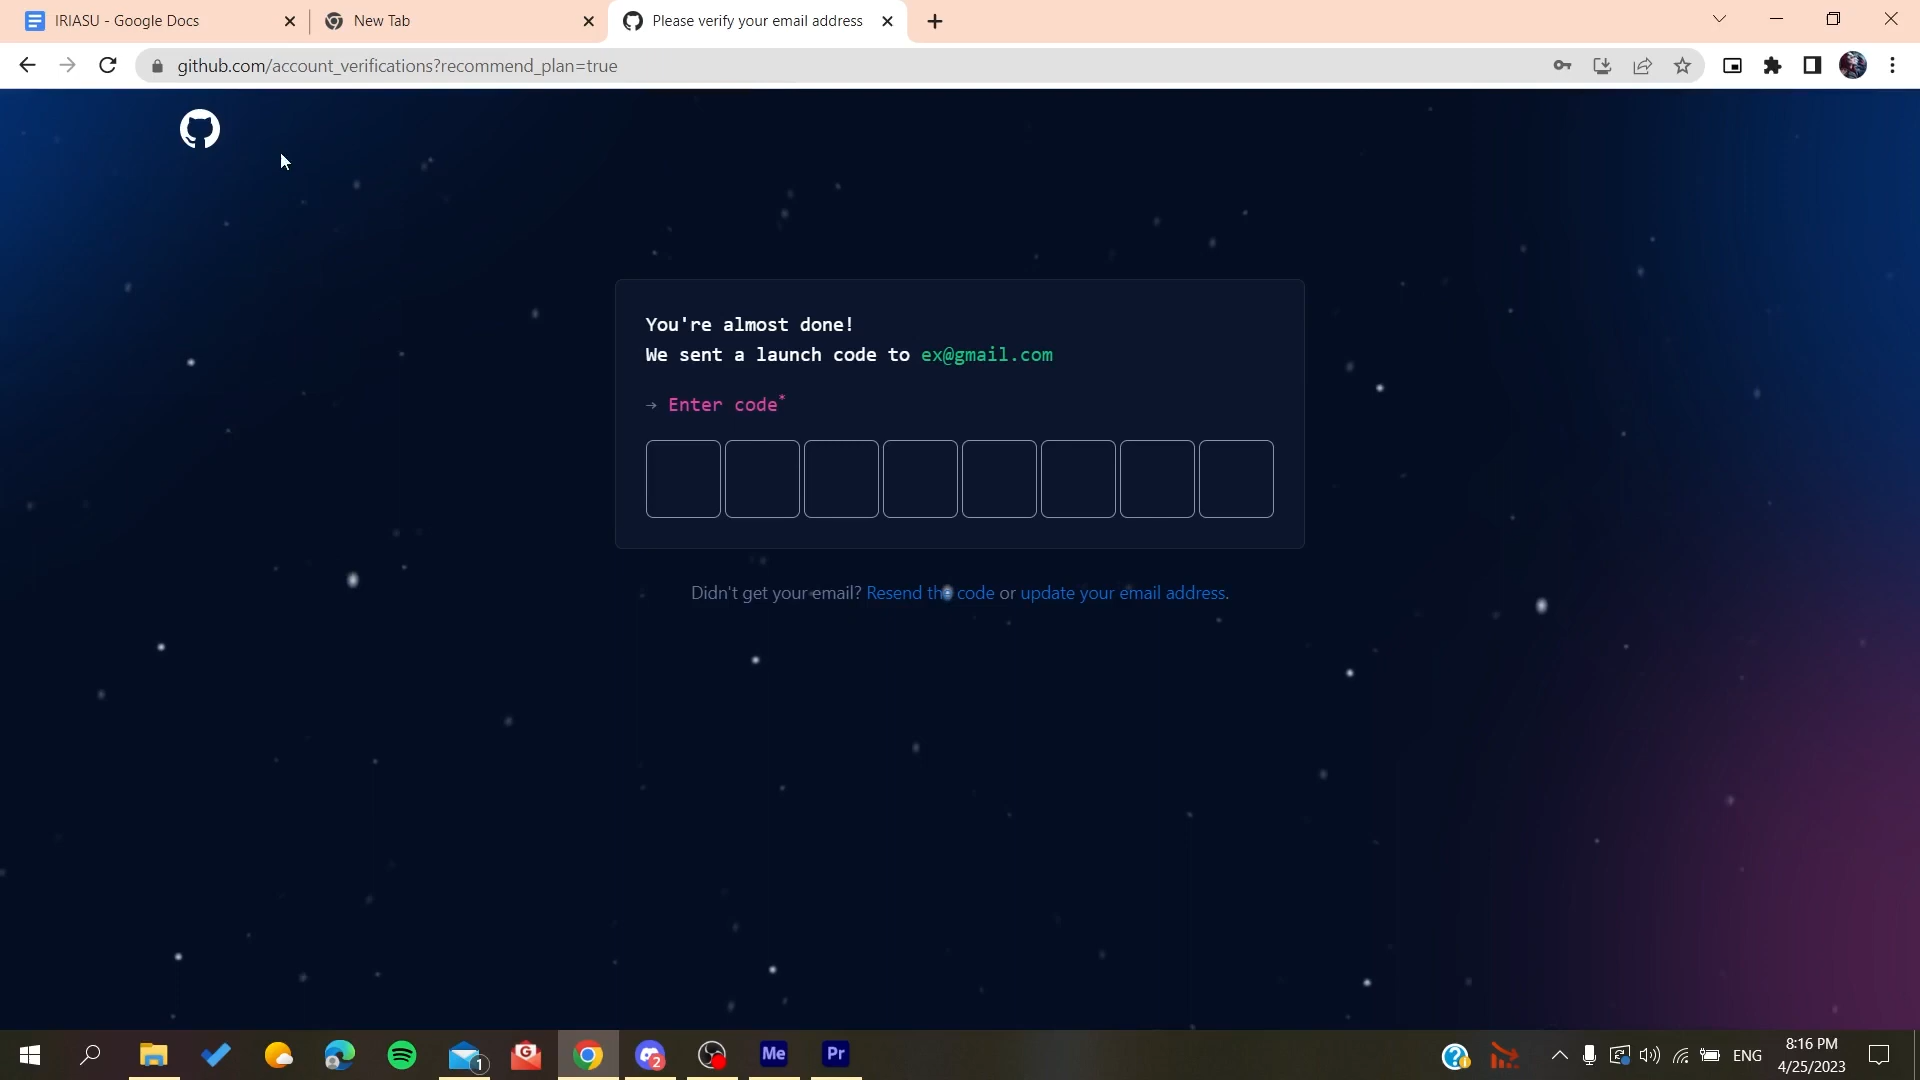 IRIASU - Google Docs
New Tab
Please verify your email address
github.com/account_verifications?recommend_plan=true
You're almost done!
We sent a launch code to ex@gmail.com
→ Enter code*
Didn't get your email? Resend the code or update your email address.
1
G
2
Me
Pr
ENG
8:16 PM
4/25/2023